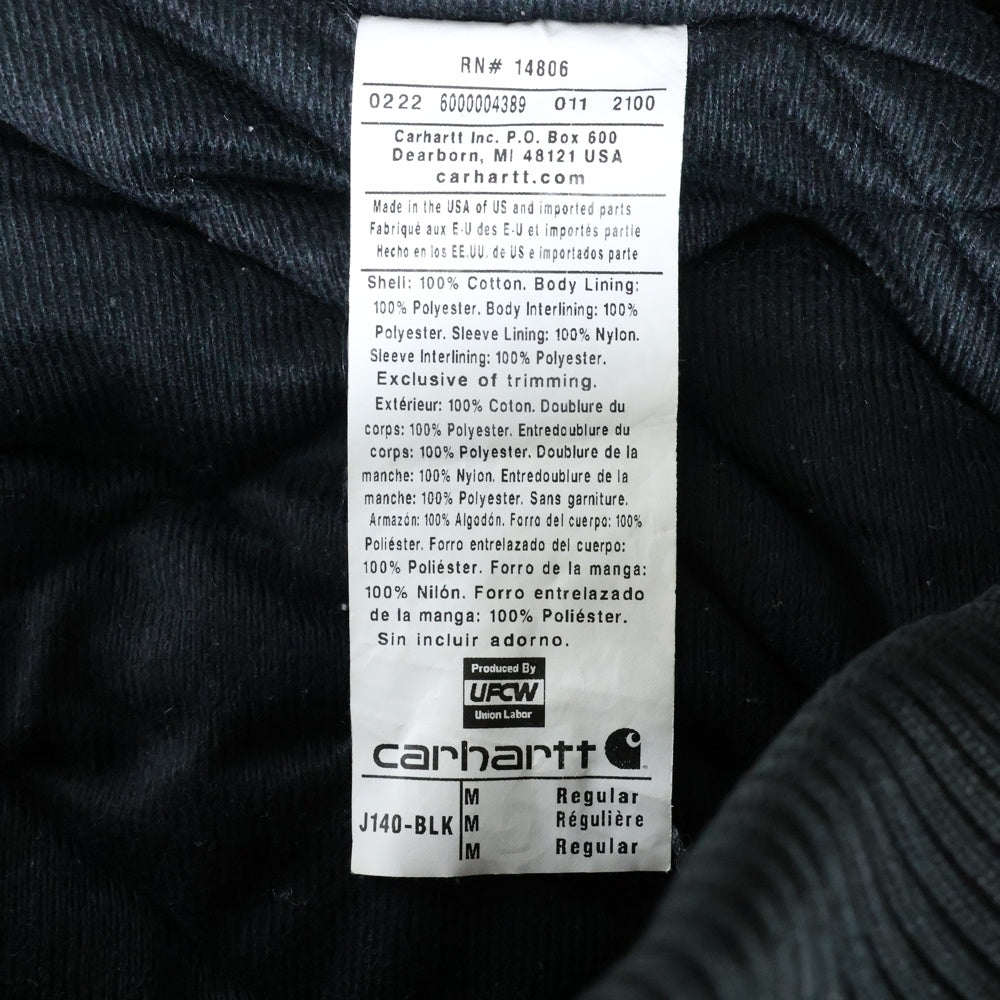 RN# 14806
0222 6000004389 011 2100
Carhartt Inc. P.O. Box 600
Dearborn, MI 48121 USA
carhartt.com
Made in the USA of US and imported parts
Fabriqué aux E-U des E-U et importés partie
Hecho en los EE.UU. de US e importados parte
Shell: 100% Cotton. Body Lining:
100% Polyester. Body Interlining: 100%
Polyester. Sleeve Lining: 100% Nylon.
Sleeve Interlining: 100% Polyester.
Exclusive of trimming.
Extérieur: 100% Coton. Doublure du
corps: 100% Polyester. Entredoublure du
corps: 100% Polyester. Doublure de la
manche: 100% Nylon. Entredoublure de la
manche: 100% Polyester. Sans garniture.
Armazón: 100% Algodón. Forro del cuerpo: 100%
Poliéster. Forro entrelazado del cuerpo:
100% Poliéster. Forro de la manga:
100% Nilón. Forro entrelazado
de la manga: 100% Poliéster.
Sin incluir adorno.
Produced By
UFCW
Union Labor
carhartt
J140-BLK
M Regular
M Régulière
M Regular